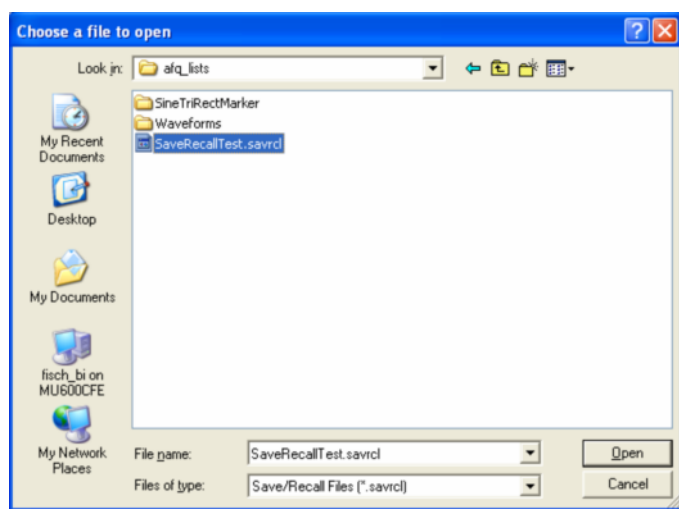 Choose a file to open
Look in:
afq_lists
SineTriRectMarker
Waveforms
SaveRecallTest.savrcl
My Recent
Documents
Desktop
My Documents
fisch_bi on
MU600CFE
My Network
Places
File name:
SaveRecallTest.savrcl
Open
Files of type:
Save/Recall Files (*.savrcl)
Cancel